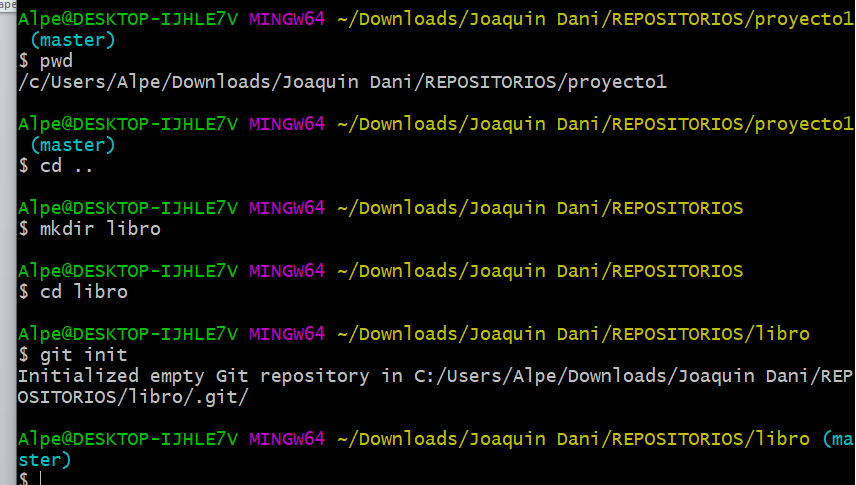 ape
Alpe@DESKTOP-IJHLE7V MINGW64 ~/Downloads/Joaquin Dani/REPOSITORIOS/proyecto1
(master)
$ pwd
/c/Users/Alpe/Downloads/Joaquin Dani/REPOSITORIOS/proyecto1
Alpe@DESKTOP-IJHLE7V MINGW64 ~/Downloads/Joaquin Dani/REPOSITORIOS/proyecto1
(master)
$ cd ..
Alpe@DESKTOP-IJHLE7V MINGW64 ~/Downloads/Joaquin Dani/REPOSITORIOS
$ mkdir libro
Alpe@DESKTOP-IJHLE7V MINGW64 ~/Downloads/Joaquin Dani/REPOSITORIOS
$ cd libro
Alpe@DESKTOP-IJHLE7V MINGW64 ~/Downloads/Joaquin Dani/REPOSITORIOS/libro
$ git init
Initialized empty Git repository in C:/Users/Alpe/Downloads/Joaquin Dani/REP
OSITORIOS/libro/.git/
Alpe@DESKTOP-IJHLE7V MINGW64 ~/Downloads/Joaquin Dani/REPOSITORIOS/libro (ma
ster)
$